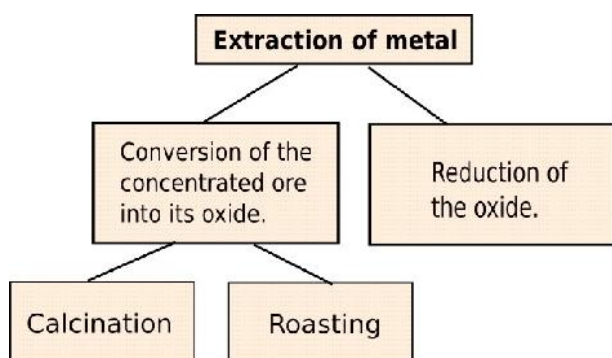 Extraction of metal
Conversion of the
concentrated ore
into its oxide.
Reduction of
the oxide.
Calcination
Roasting